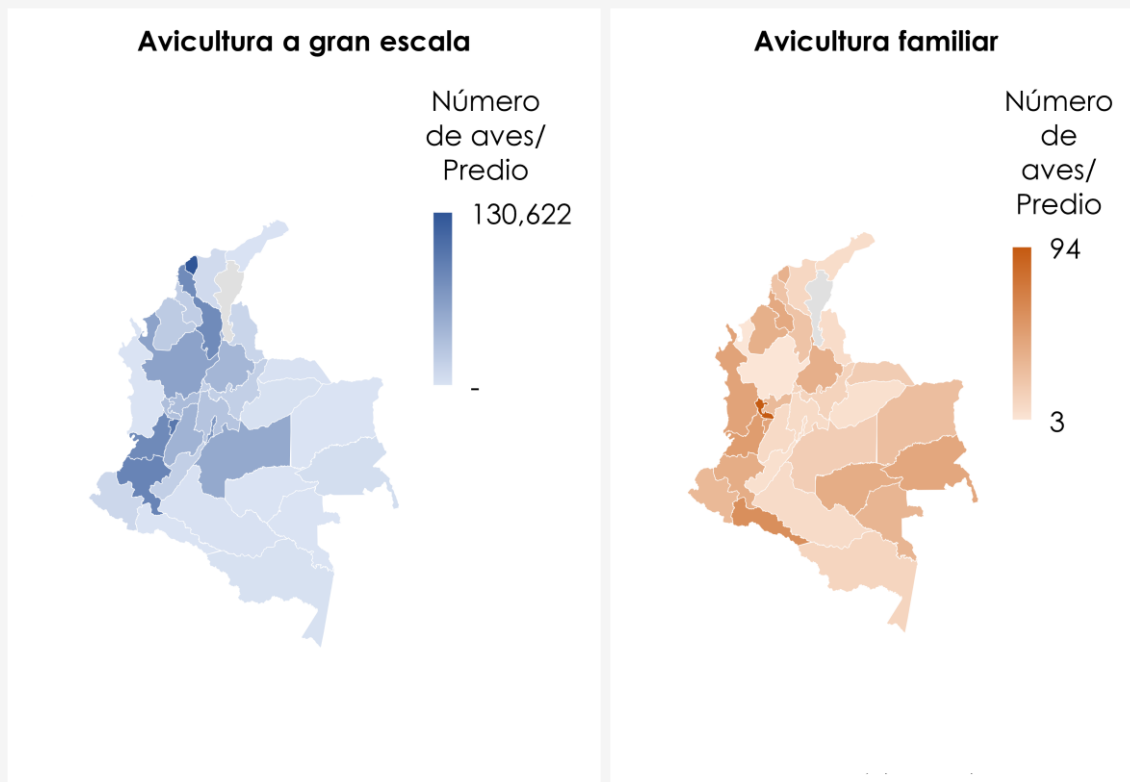 Avicultura a gran escala
Número
de aves/
Predio
130,622
-
Avicultura familiar
Número
de
aves/
Predio
94
3